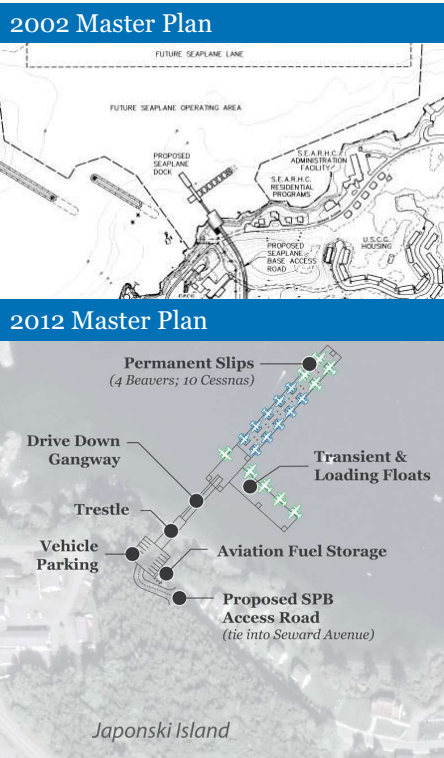 2002 Master Plan
FUTURE SEAPLANE LANE
FUTURE SEAPLANE OPERATING AREA
PROPOSED
SEAPLANE
DOCK
S.E.A.R.H.C.
ADMINISTRATION
FACILITY
S.E.A.R.H.C.
RESIDENTIAL
PROGRAMS
PROPOSED
SEAPLANE
BASE ACCESS
ROAD
U.S.C.G.
HOUSING
2012 Master Plan
Permanent Slips
(4 Beavers; 10 Cessnas)
Drive Down
Gangway
Transient &
Loading Floats
Trestle
Vehicle
Parking
Aviation Fuel Storage
Proposed SPB
Access Road
(tie into Seward Avenue)
Japonski Island